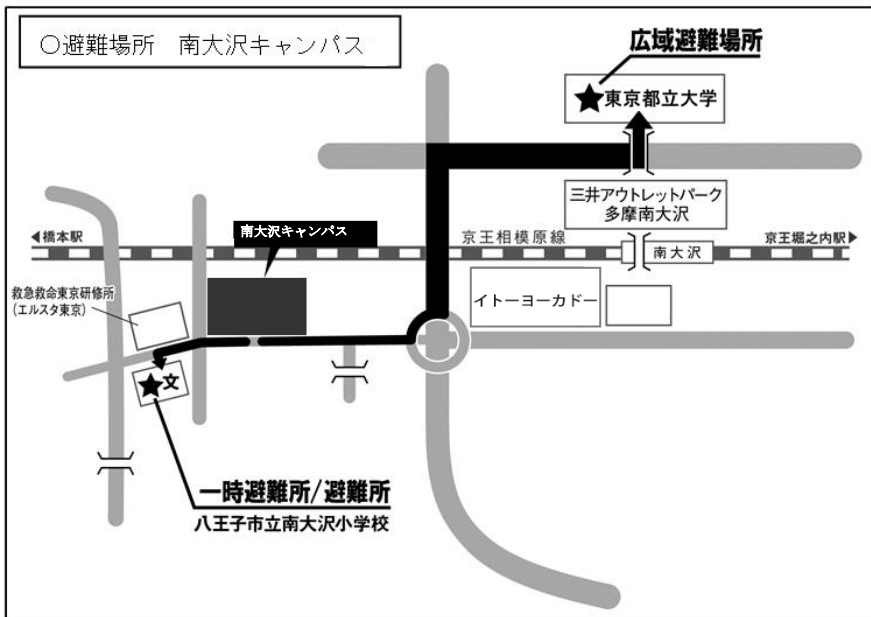 〇避難場所　南大沢キャンパス
広域避難場所
★東京都立大学
三井アウトレットパーク
多摩南大沢
南大沢キャンパス
◀橋本駅
京王相模原線
南大沢
京王堀之内駅▶
救急救命東京研修所
(エルスタ東京)
イトーヨーカドー
★文
一時避難所/避難所
八王子市立南大沢小学校